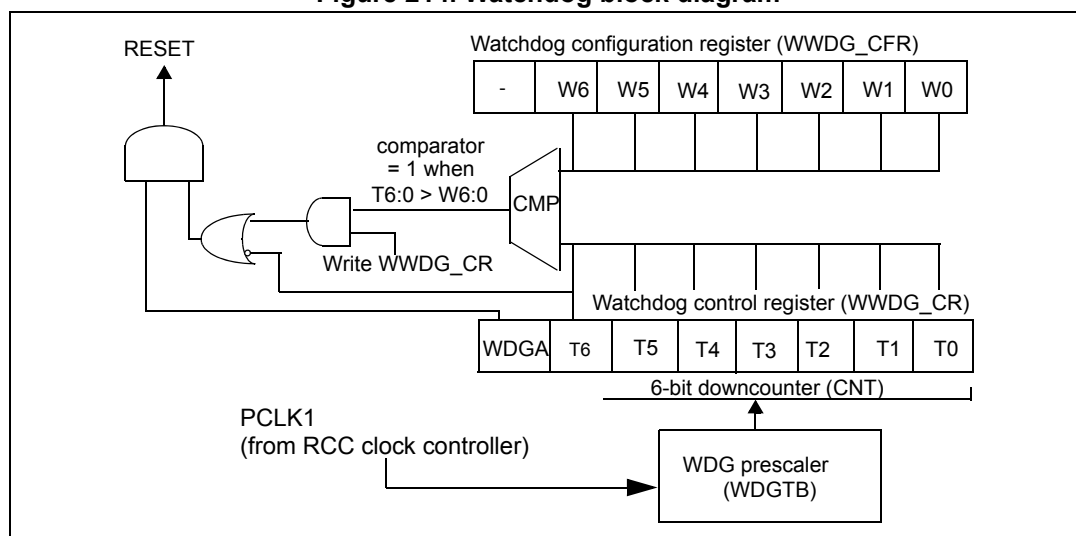 Figure Watchdog block diagram
RESET
Watchdog configuration register (WWDG_CFR)
- W6 W5 W4 W3 W2 W1 W0
comparator
= 1 when
T6:0 > W6:0
CMP
Write WWDG_CR
Watchdog control register (WWDG_CR)
WDGA T6 T5 T4 T3 T2 T1 T0
6-bit downcounter (CNT)
PCLK1
(from RCC clock controller)
WDG prescaler
(WDGTB)